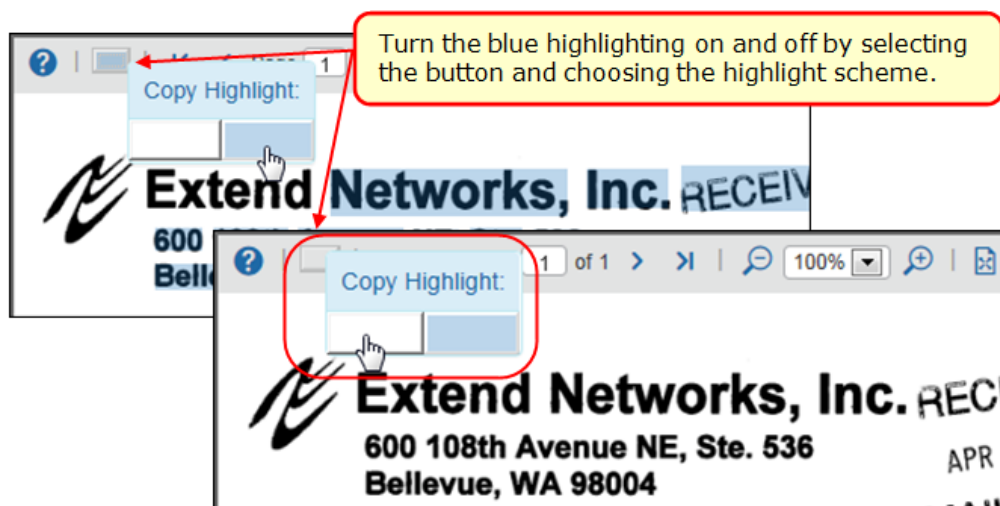 Turn the blue highlighting on and off by selecting
the button and choosing the highlight scheme.
1
Copy Highlight:
Extend Networks, Inc.
600
1 of 1 100%
Copy Highlight:
Extend Networks, Inc.
600 108th Avenue NE, Ste. 536
APR
Bellevue, WA 98004